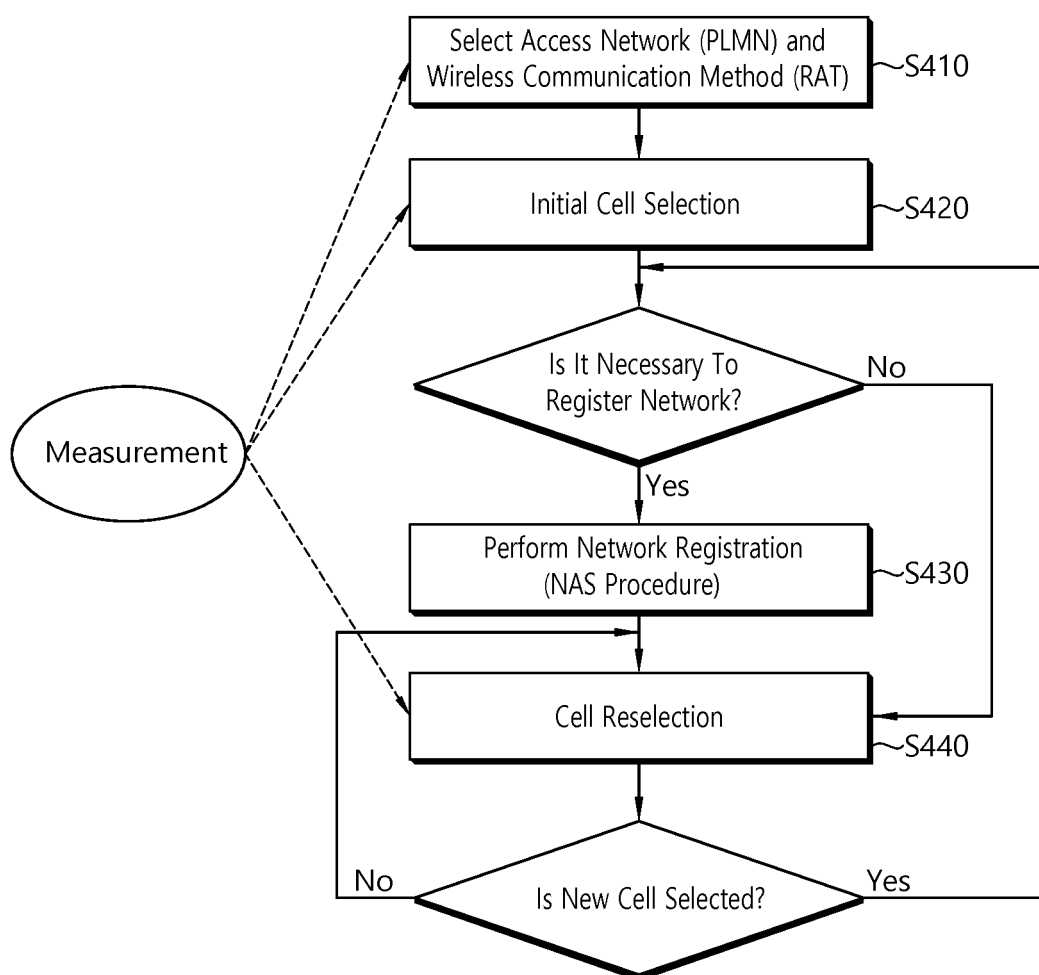 Select Access Network (PLMN) and
Wireless Communication Method (RAT)
S410
Initial Cell Selection
S420
Is It Necessary To
Register Network?
No
Measurement
Yes
Perform Network Registration
(NAS Procedure)
S430
Cell Reselection
S440
No
Is New Cell Selected?
Yes